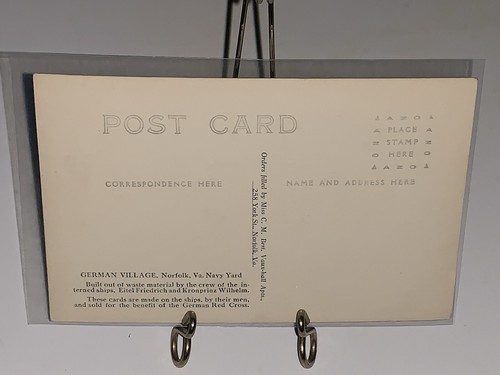 POST CARD
PLACE
STAMP
HERE
CORRESPONDENCE HERE
NAME AND ADDRESS HERE
Orders filled by Miss C. M. Best, Vauxhall Apts.,
258 York St., Norfolk, Va.
GERMAN VILLAGE, Norfolk, Va. Navy Yard
Built out of waste material by the crew of the in-
terned ships, Eitel Friedrich and Kronprinz Wilhelm.
These cards are made on the ships, by their men,
and sold for the benefit of the German Red Cross.